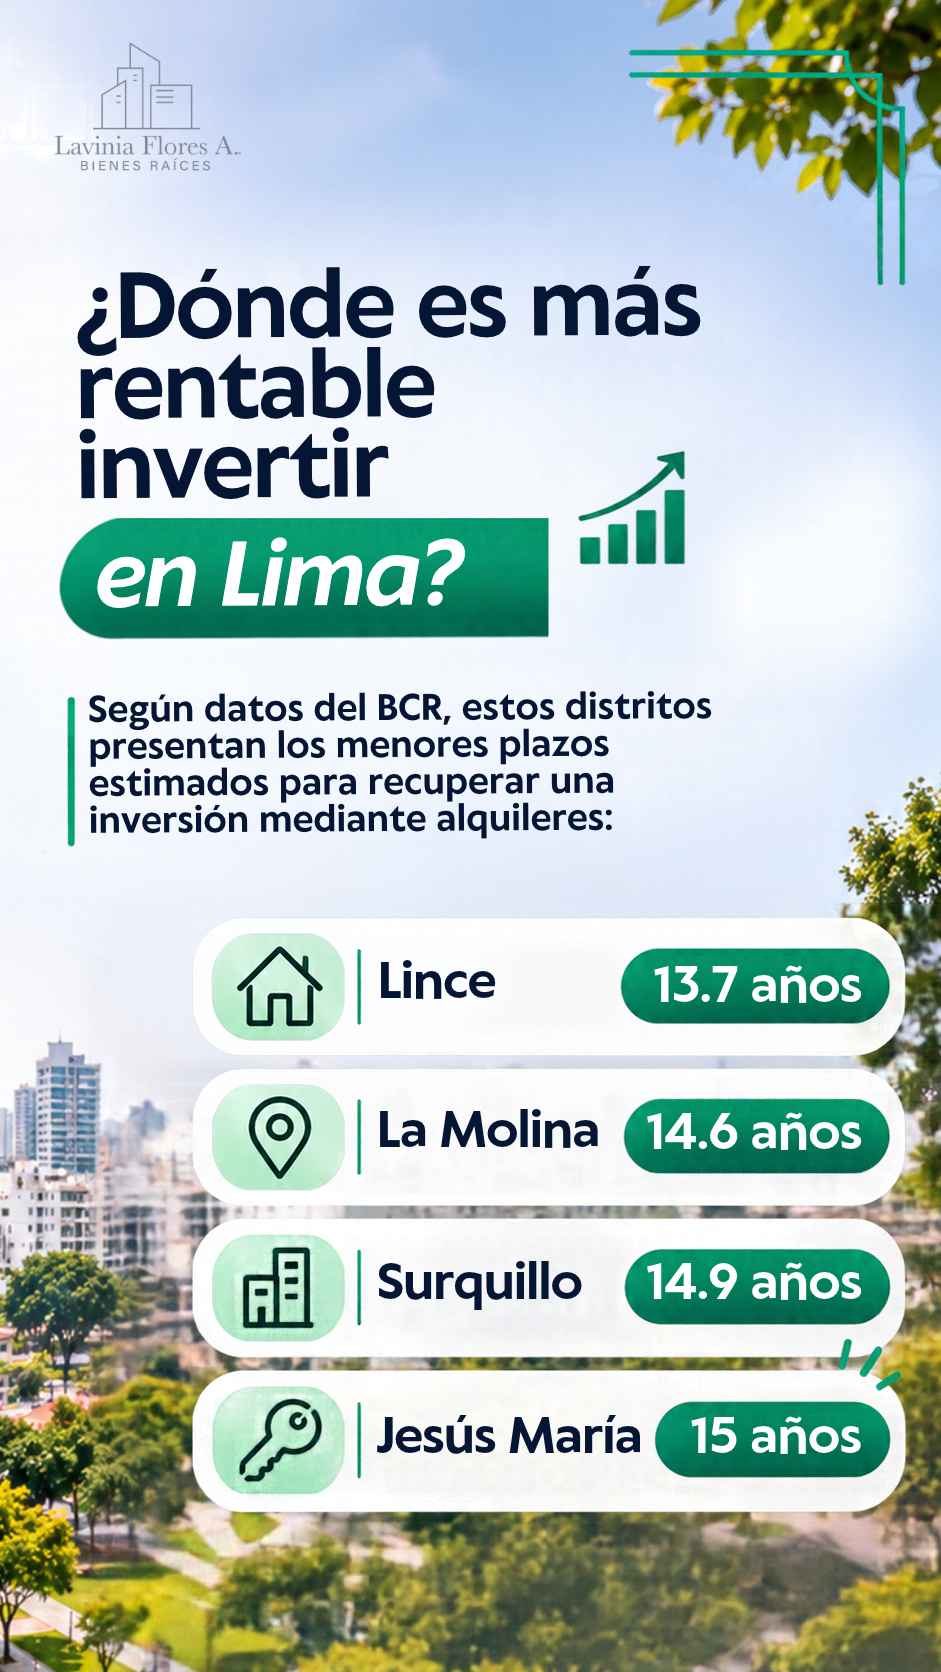 Lavinia Flores A.
BIENES RAÍCES
¿Dónde es más
rentable
invertir
en Lima?
Según datos del BCR, estos distritos
presentan los menores plazos
estimados para recuperar una
inversión mediante alquileres:
Lince
13.7 años
La Molina
14.6 años
Surquillo
14.9 años
Jesús María
15 años